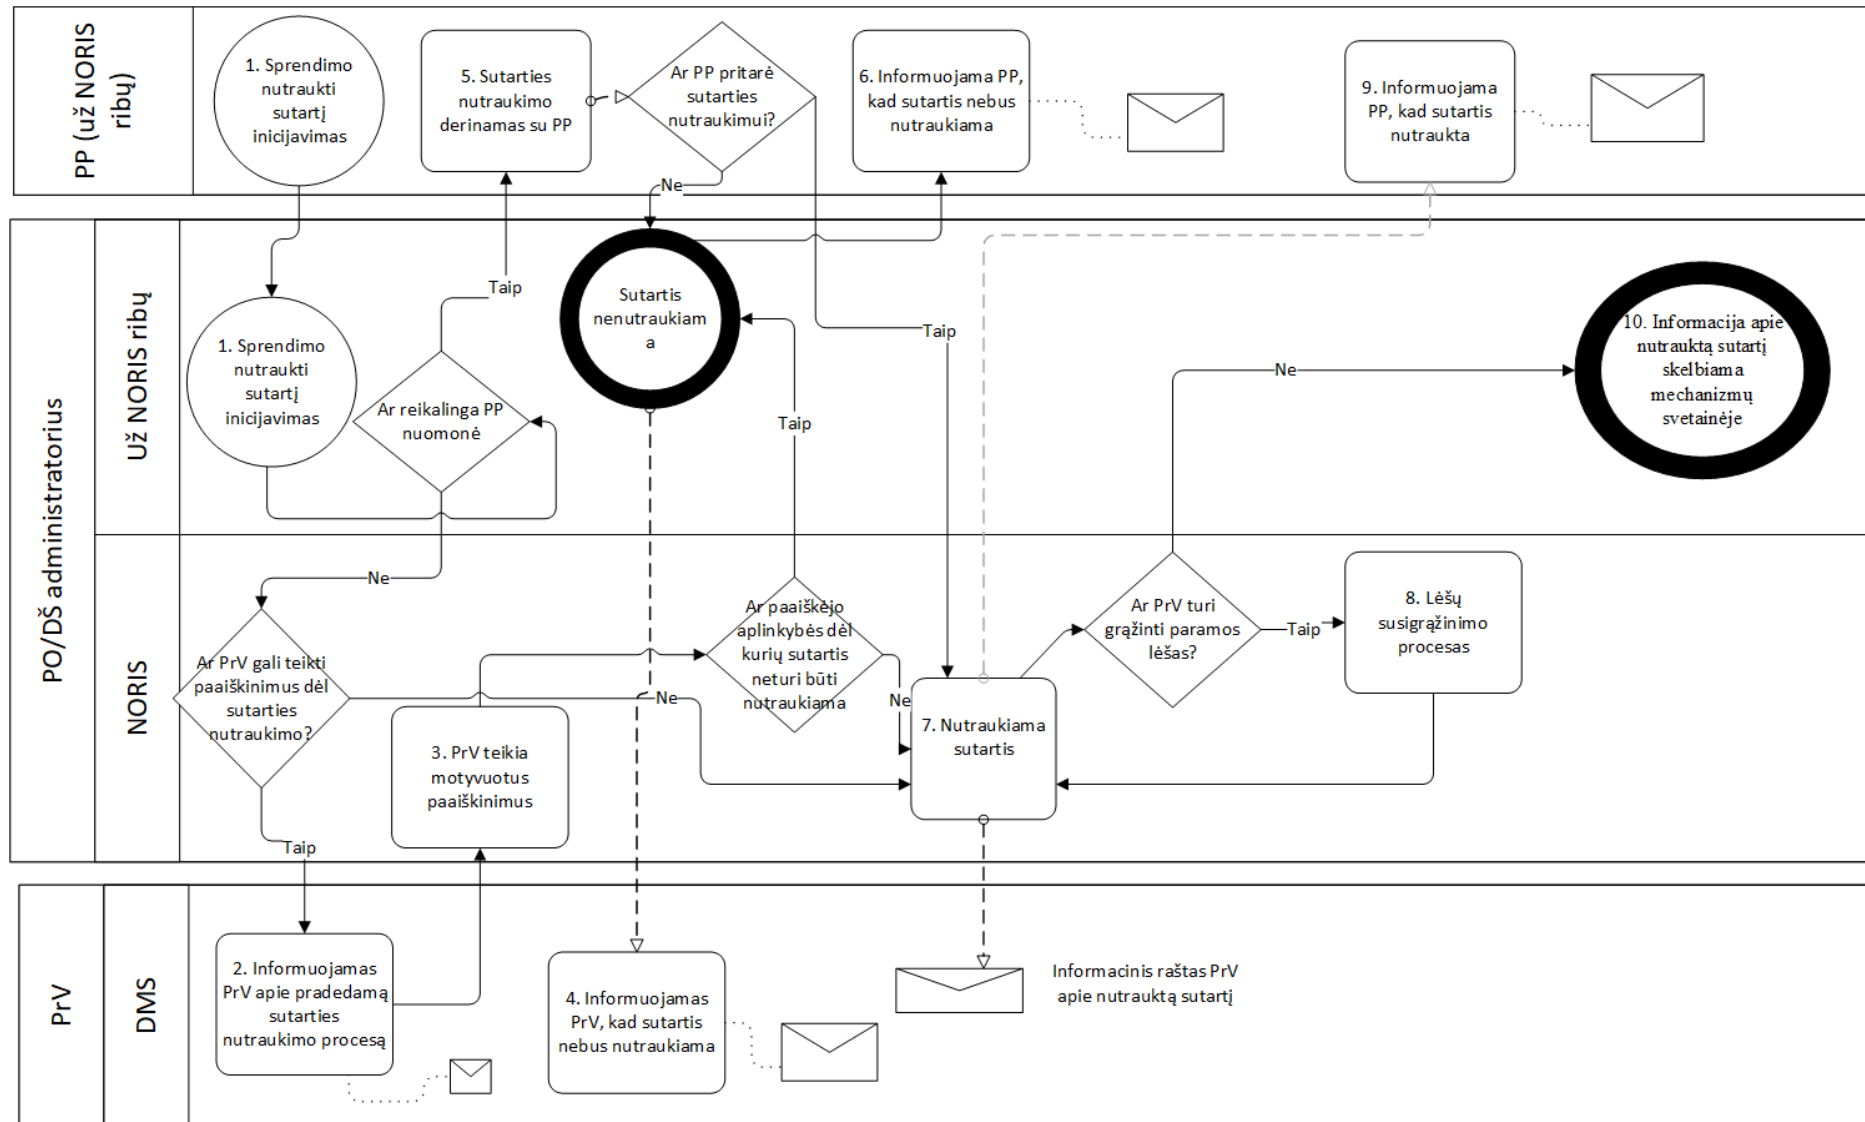 PP (už NORIS
ribų)
1. Sprendimo
nutraukti
sutartį
inicijavimas
5. Sutarties
nutraukimo
derinamas su PP
Ar PP pritarė
sutarties
nutraukimui?
6. Informuojama PP,
kad sutartis nebus
nutraukiama
9. Informuojama
PP, kad sutartis
nutraukta
Ne
Taip
PO/DŠ administratorius
Už NORIS ribų
1. Sprendimo
nutraukti
sutartį
inicijavimas
Ar reikalinga PP
nuomonė
Sutartis
nenutraukiam
a
Taip
Taip
Ne
10. Informacija apie
nutrauktą sutartį
skelbiama
mechanizmų
svetainėje
NORIS
Ne
Ar PrV gali teikti
paaiškinimus dėl
sutarties
nutraukimo?
3. PrV teikia
motyvuotus
paaiškinimus
Ne
Ar paaiškėjo
aplinkybės dėl
kurių sutartis
neturi būti
nutraukiama
Ne
7. Nutraukiama
sutartis
Ar PrV turi
grąžinti paramos
lėšas?
Taip
8. Lėšų
susigrąžinimo
procesas
Taip
PrV
DMS
2. Informuojamas
PrV apie pradedamą
sutarties
nutraukimo procesą
4. Informuojamas
PrV, kad sutartis
nebus nutraukiama
Informacinis raštas PrV
apie nutrauktą sutartį